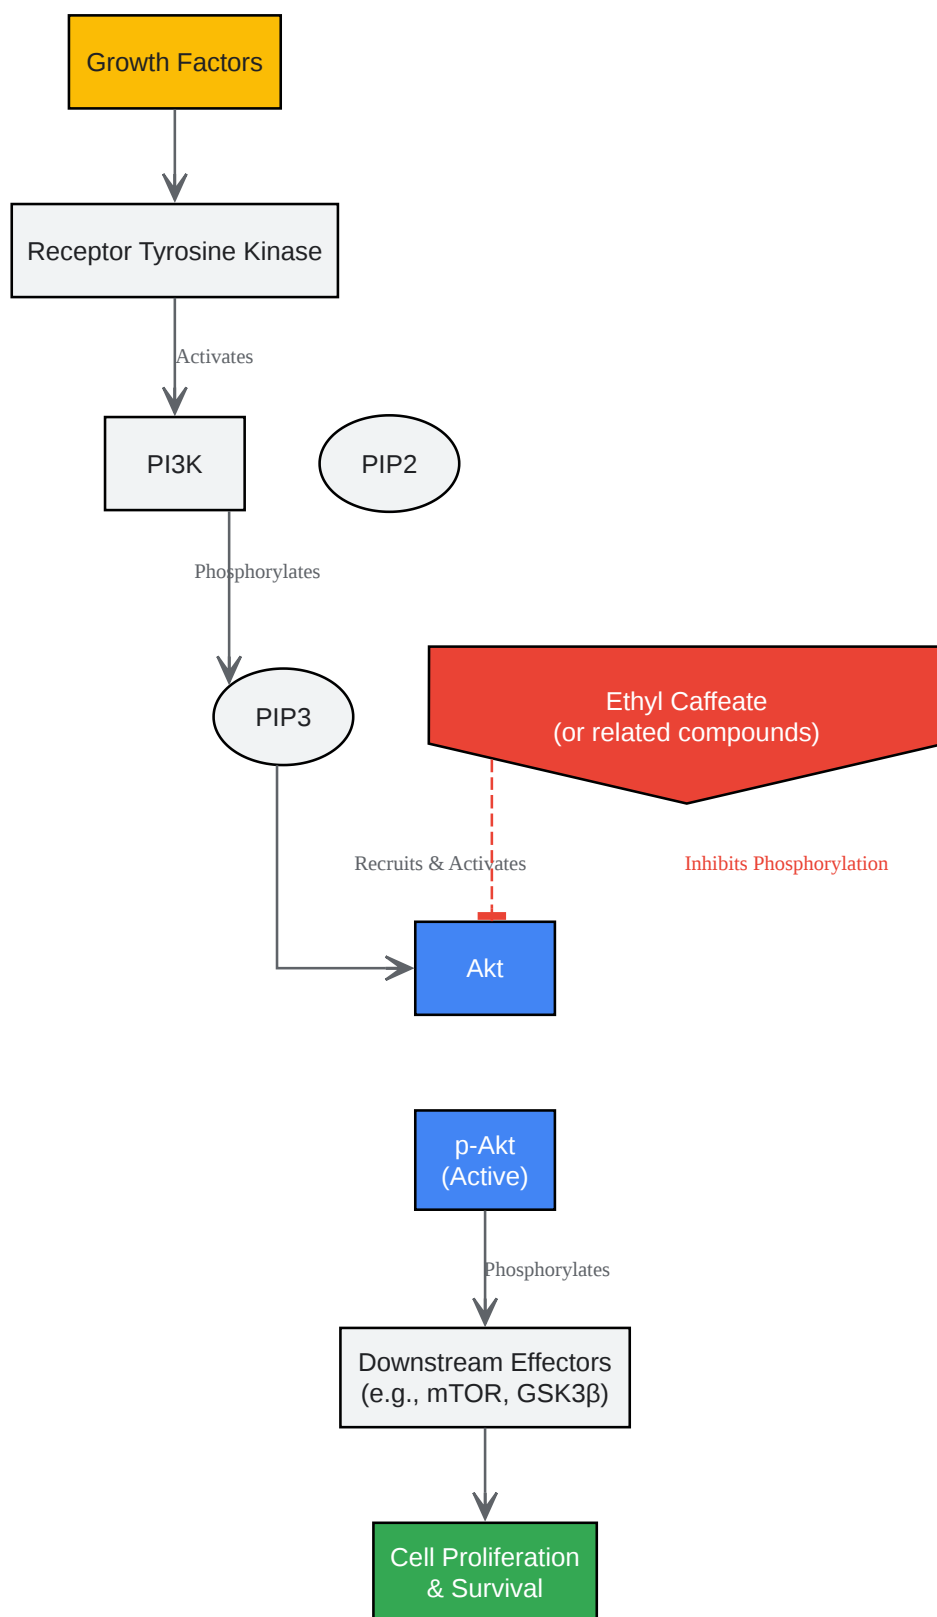 Growth Factors
Receptor Tyrosine Kinase
Activates
PI3K
PIP2
Phosphorylates
PIP3
Ethyl Caffeate
(or related compounds)
Recruits & Activates
Inhibits Phosphorylation
Akt
p-Akt
(Active)
Phosphorylates
Downstream Effectors
(e.g., mTOR, GSK3β)
Cell Proliferation
& Survival